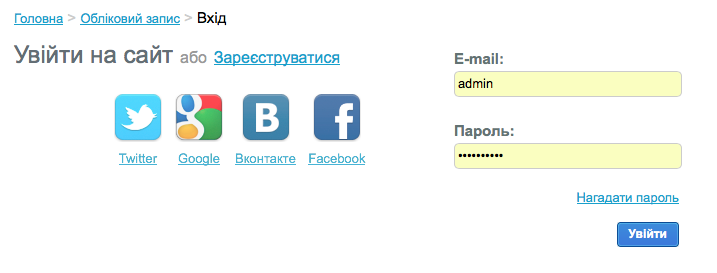 Головна > Обліковий запис > Вхід
Увійти на сайт або Зареєструватися
Twitter Google Вконтакте Facebook
E-mail:
admin
Пароль:
••••••••••
Нагадати пароль
Увійти